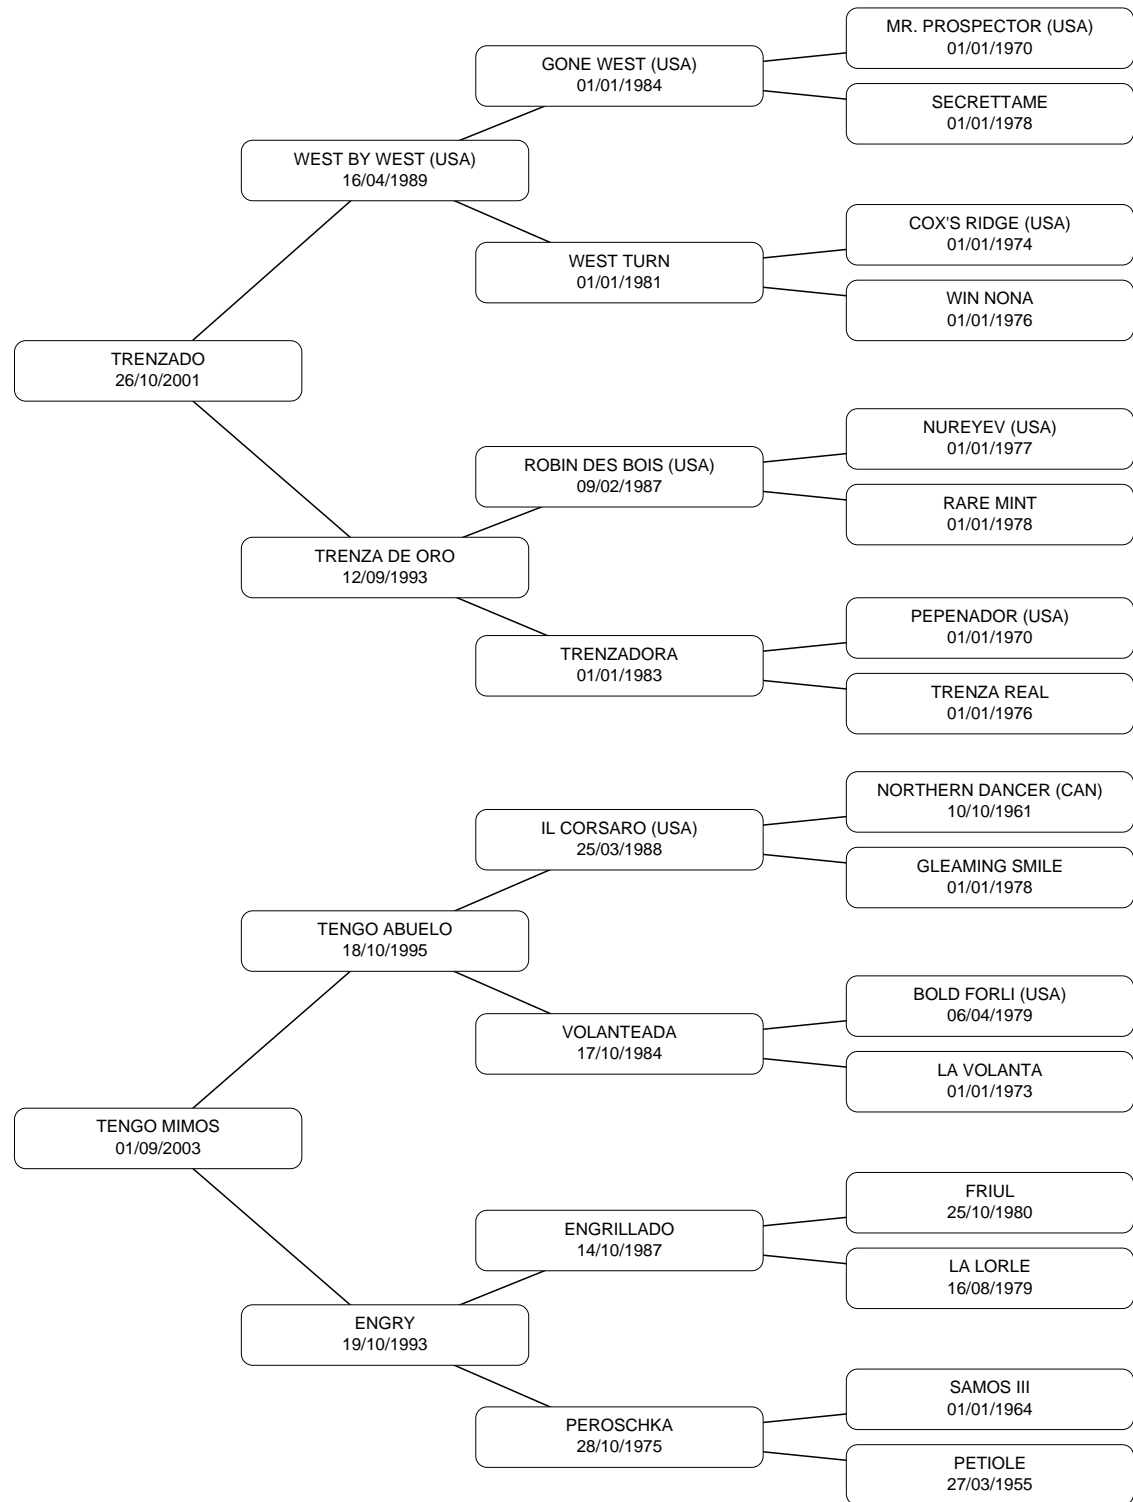 MR. PROSPECTOR (USA)
01/01/1970
GONE WEST (USA)
01/01/1984
SECRETTAME
01/01/1978
WEST BY WEST (USA)
16/04/1989
COX'S RIDGE (USA)
01/01/1974
WEST TURN
01/01/1981
WIN NONA
01/01/1976
TRENZADO
26/10/2001
NUREYEV (USA)
01/01/1977
ROBIN DES BOIS (USA)
09/02/1987
RARE MINT
01/01/1978
TRENZA DE ORO
12/09/1993
PEPENADOR (USA)
01/01/1970
TRENZADORA
01/01/1983
TRENZA REAL
01/01/1976
NORTHERN DANCER (CAN)
10/10/1961
IL CORSARO (USA)
25/03/1988
GLEAMING SMILE
01/01/1978
TENGO ABUELO
18/10/1995
BOLD FORLI (USA)
06/04/1979
VOLANTEADA
17/10/1984
LA VOLANTA
01/01/1973
TENGO MIMOS
01/09/2003
FRIUL
25/10/1980
ENGRILLADO
14/10/1987
LA LORLE
16/08/1979
ENGRY
19/10/1993
SAMOS III
01/01/1964
PEROSCHKA
28/10/1975
PETIOLE
27/03/1955